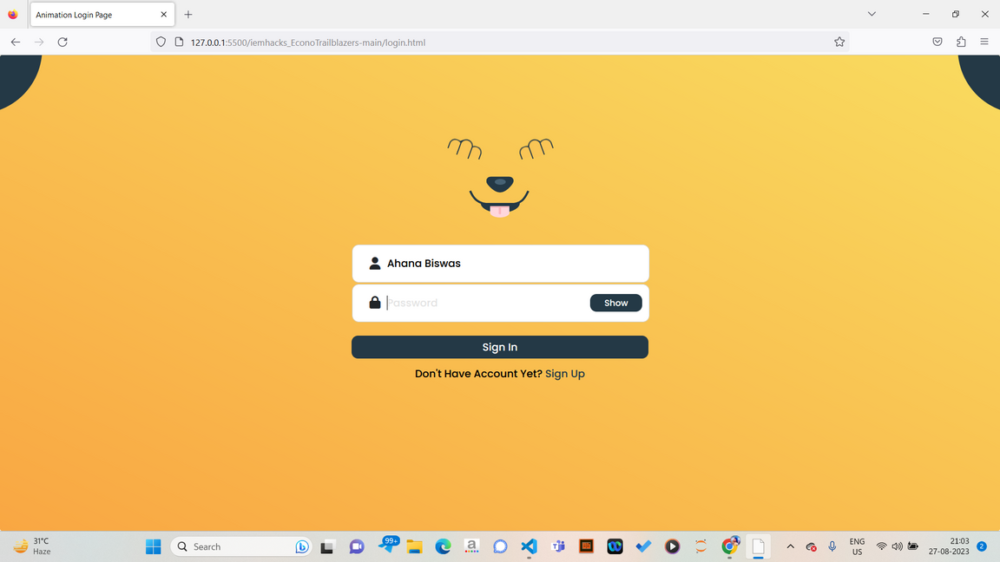 Animation Login Page
127.0.0.1:5500/iemhacks_EconoTrailblazers-main/login.html
Ahana Biswas
Password
Show
Sign In
Don't Have Account Yet? Sign Up
31°C
Haze
Search
99+
a
ENG
US
21:03
27-08-2023
2